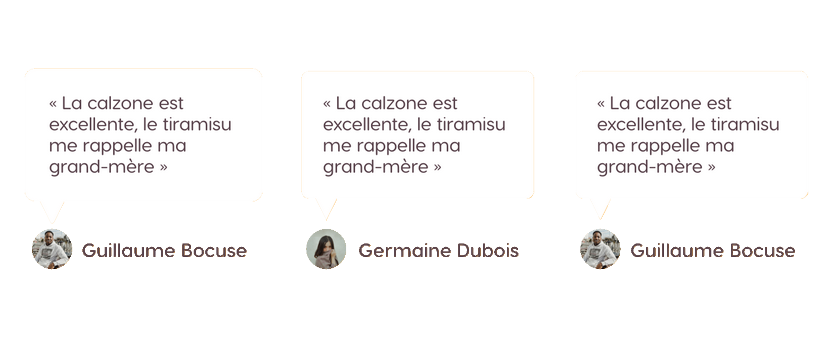 « La calzone est
excellente, le tiramisu
me rappelle ma
grand-mère »
Guillaume Bocuse
« La calzone est
excellente, le tiramisu
me rappelle ma
grand-mère »
Germaine Dubois
« La calzone est
excellente, le tiramisu
me rappelle ma
grand-mère »
Guillaume Bocuse